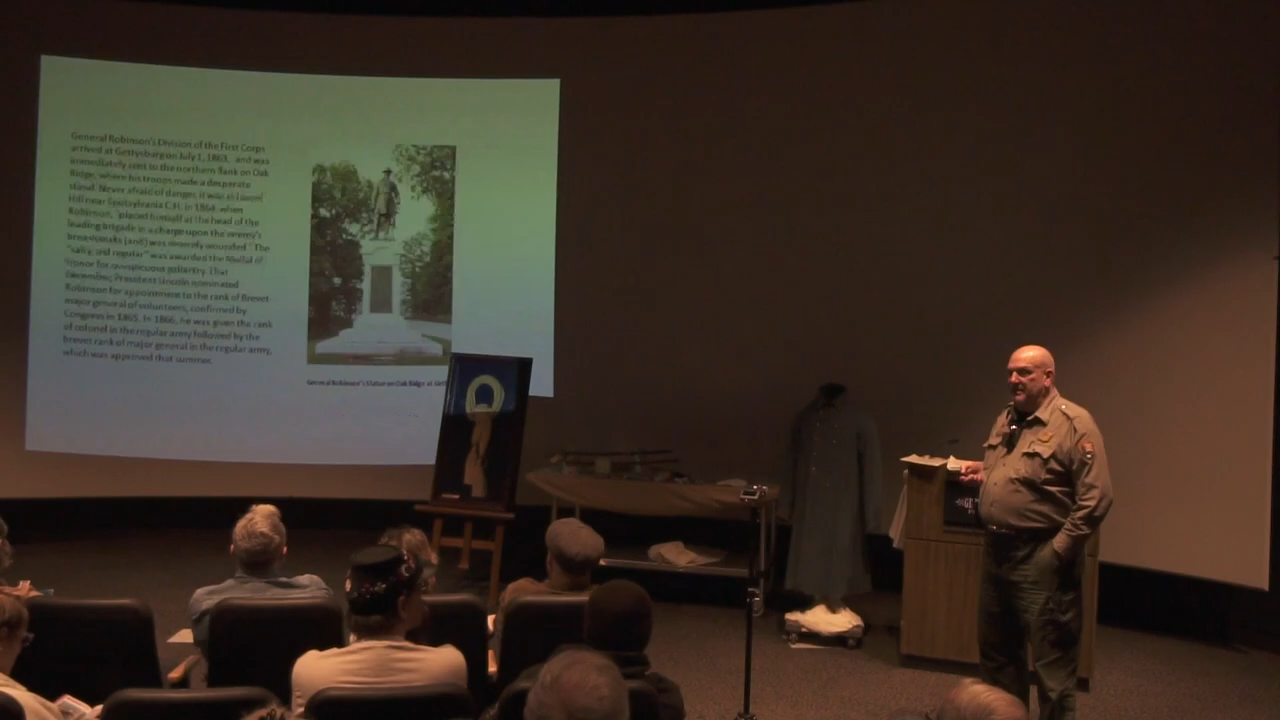 General Robinson's Division of the First Corps
arrived at Gettysburg on July 1, 1863, and was
immediately sent to the northern flank on Oak
Ridge, where his troops made a desperate
stand. Never afraid of danger, it was at Laurel
Hill near Spotsylvania C.H. in 1864, when
Robinson, "placed himself at the head of the
leading brigade in a charge upon the enemy's
breastworks [and] was severely wounded." The
"salty, old regular" was awarded the Medal of
Honor for conspicuous gallantry. That
December, President Lincoln nominated
Robinson for appointment to the rank of Brevet
major general of volunteers, confirmed by
Congress in 1865. In 1866, he was given the rank
of colonel in the regular army followed by the
brevet rank of major general in the regular army,
which was approved that summer.
General Robinson's Statue on Oak Ridge at